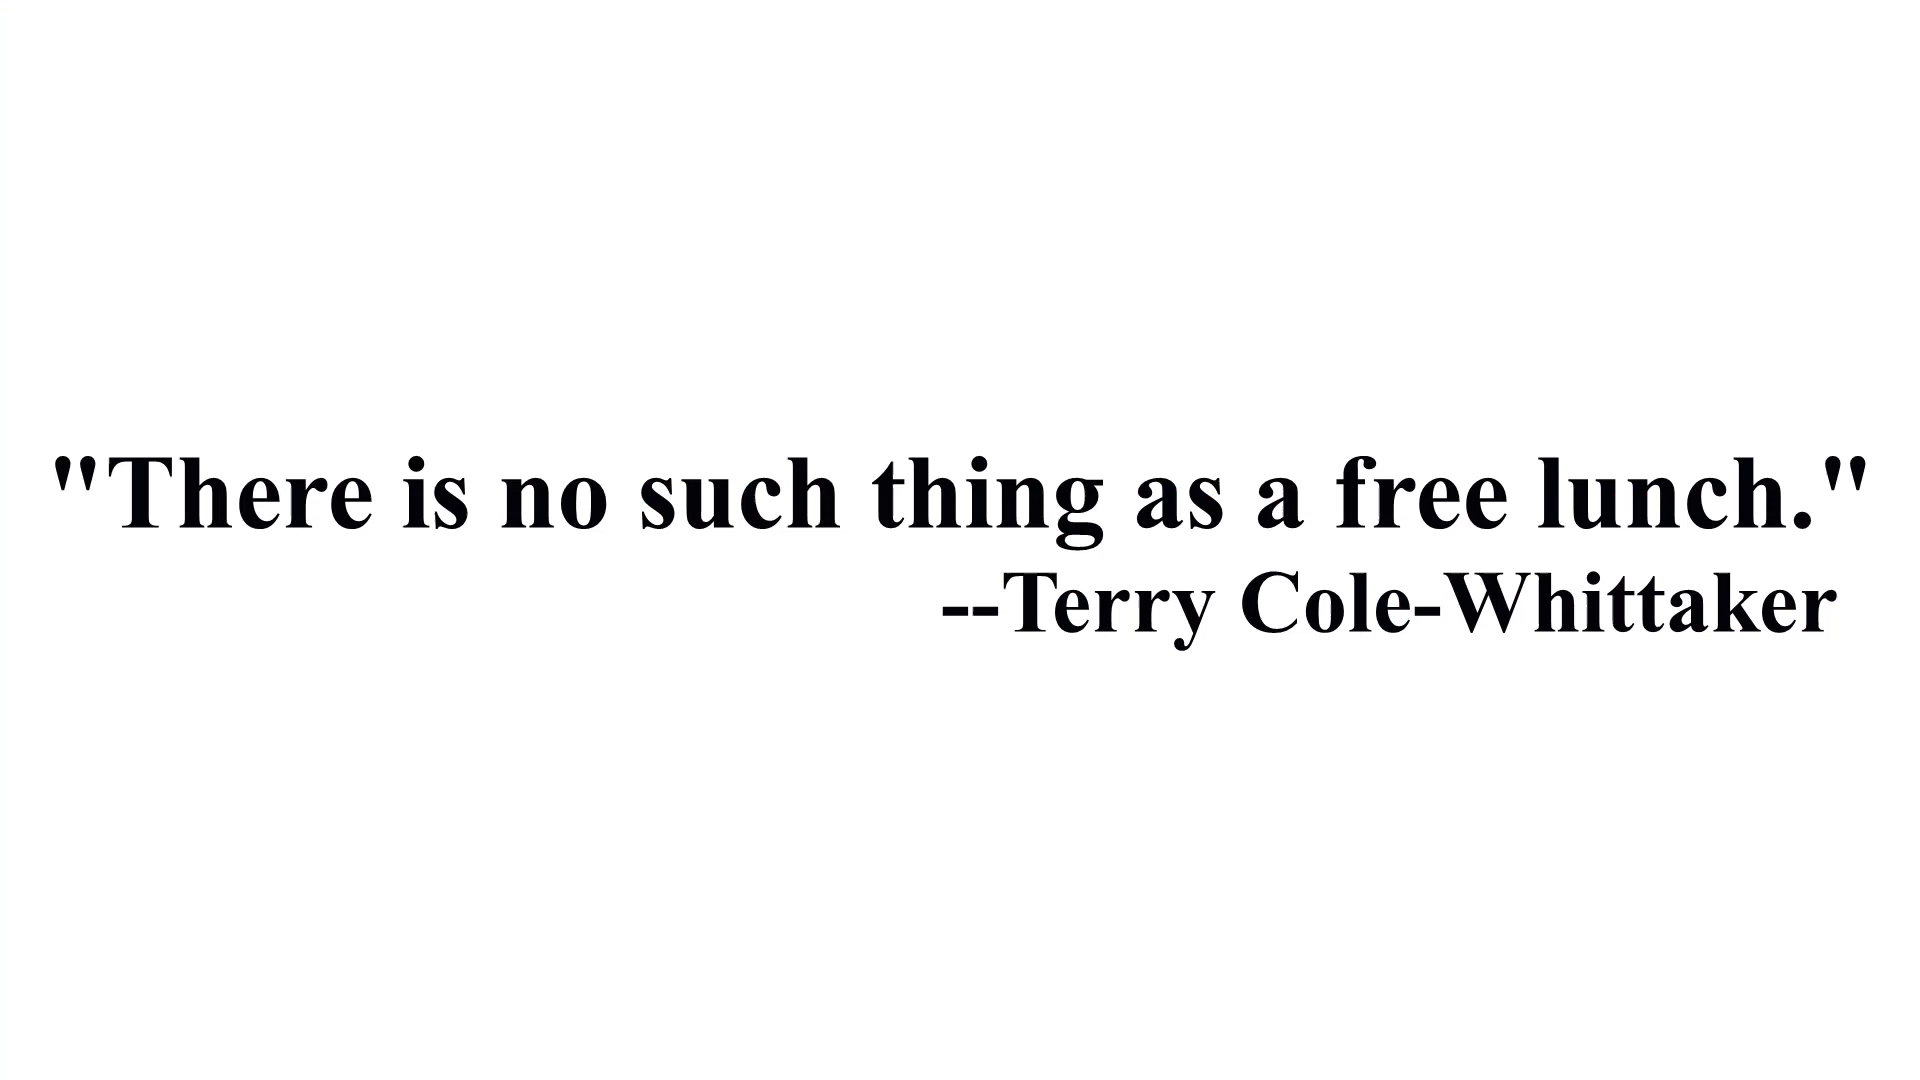 "There is no such thing as a free lunch."
--Terry Cole-Whittaker